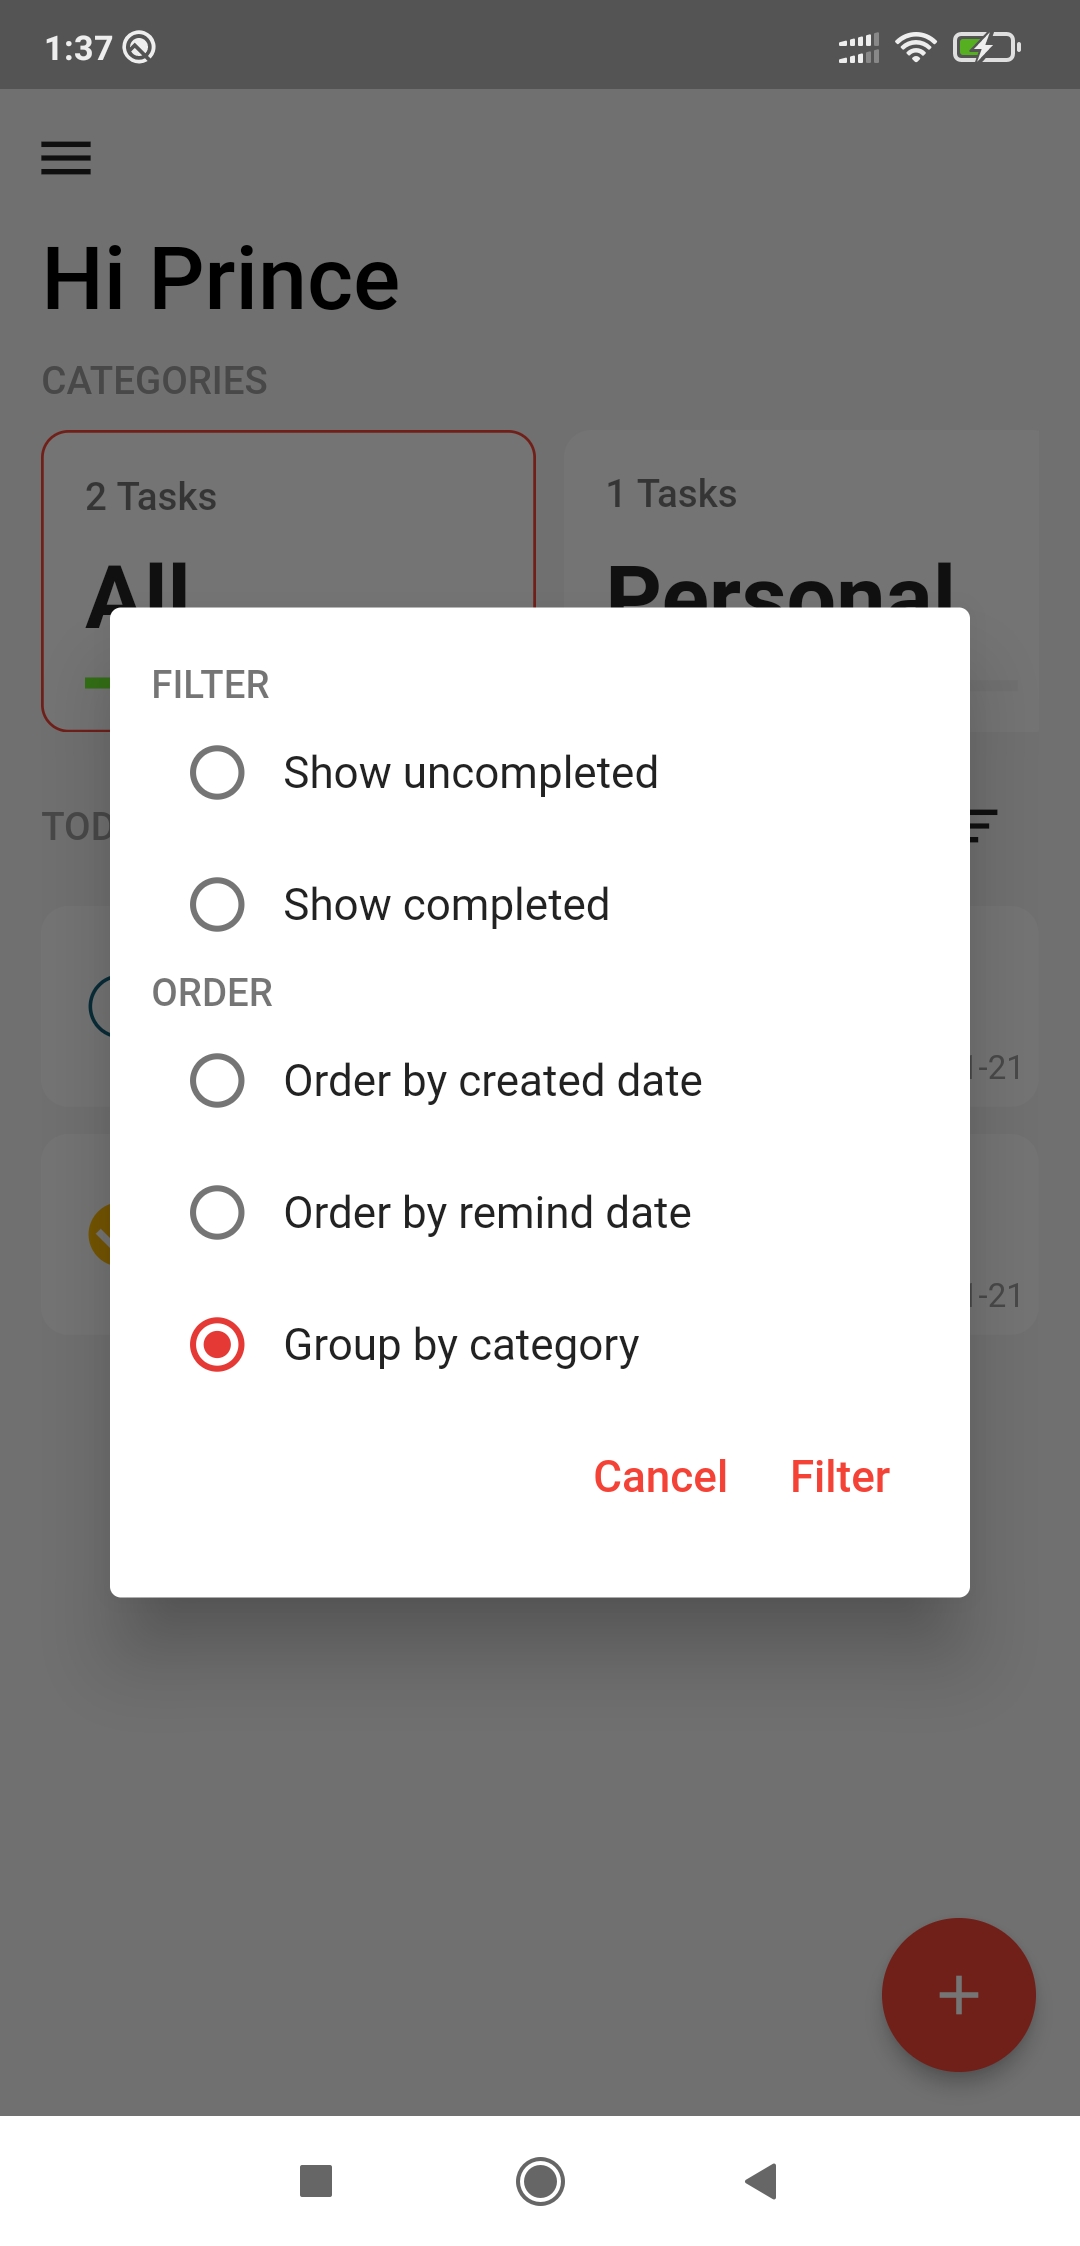 1:37
Hi Prince
CATEGORIES
2 Tasks
1 Tasks
All
Personal
FILTER
Show uncompleted
Show completed
ORDER
Order by created date
Order by remind date
Group by category
Cancel
Filter
TOD
-21
-21